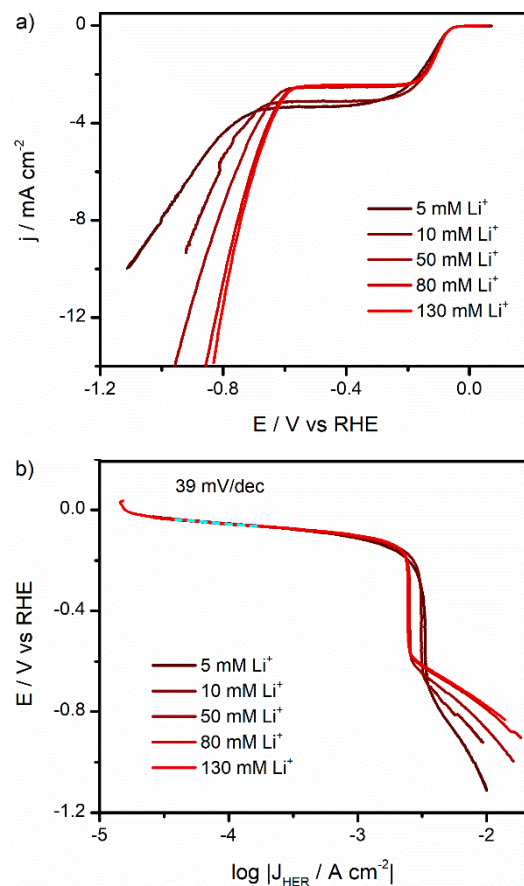 a)
0
-4
-8
-12
j / mA cm⁻²
5 mM Li⁺
10 mM Li⁺
50 mM Li⁺
80 mM Li⁺
130 mM Li⁺
-1.2
-0.8
-0.4
0.0
E / V vs RHE
b)
39 mV/dec
0.0
-0.4
-0.8
-1.2
E / V vs RHE
5 mM Li⁺
10 mM Li⁺
50 mM Li⁺
80 mM Li⁺
130 mM Li⁺
-5
-4
-3
-2
log |J_HER / A cm⁻²|